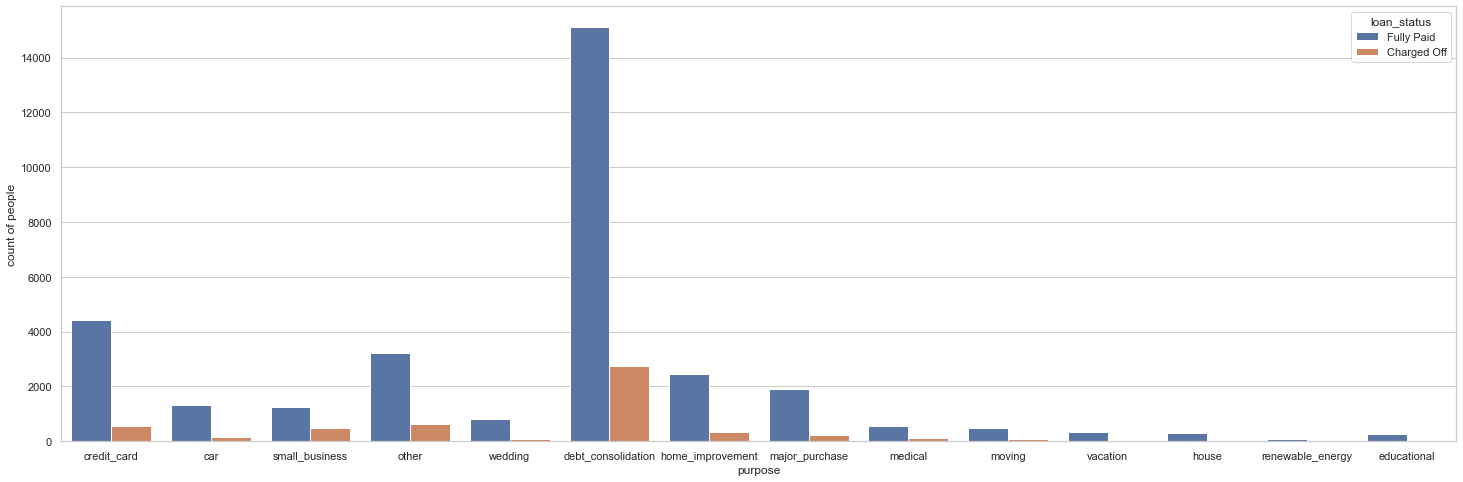 loan_status
Fully Paid
Charged Off
14000
12000
10000
8000
6000
4000
2000
0
count of people
credit_card car small_business other wedding debt_consolidation home_improvement major_purchase medical moving vacation house renewable_energy educational
purpose